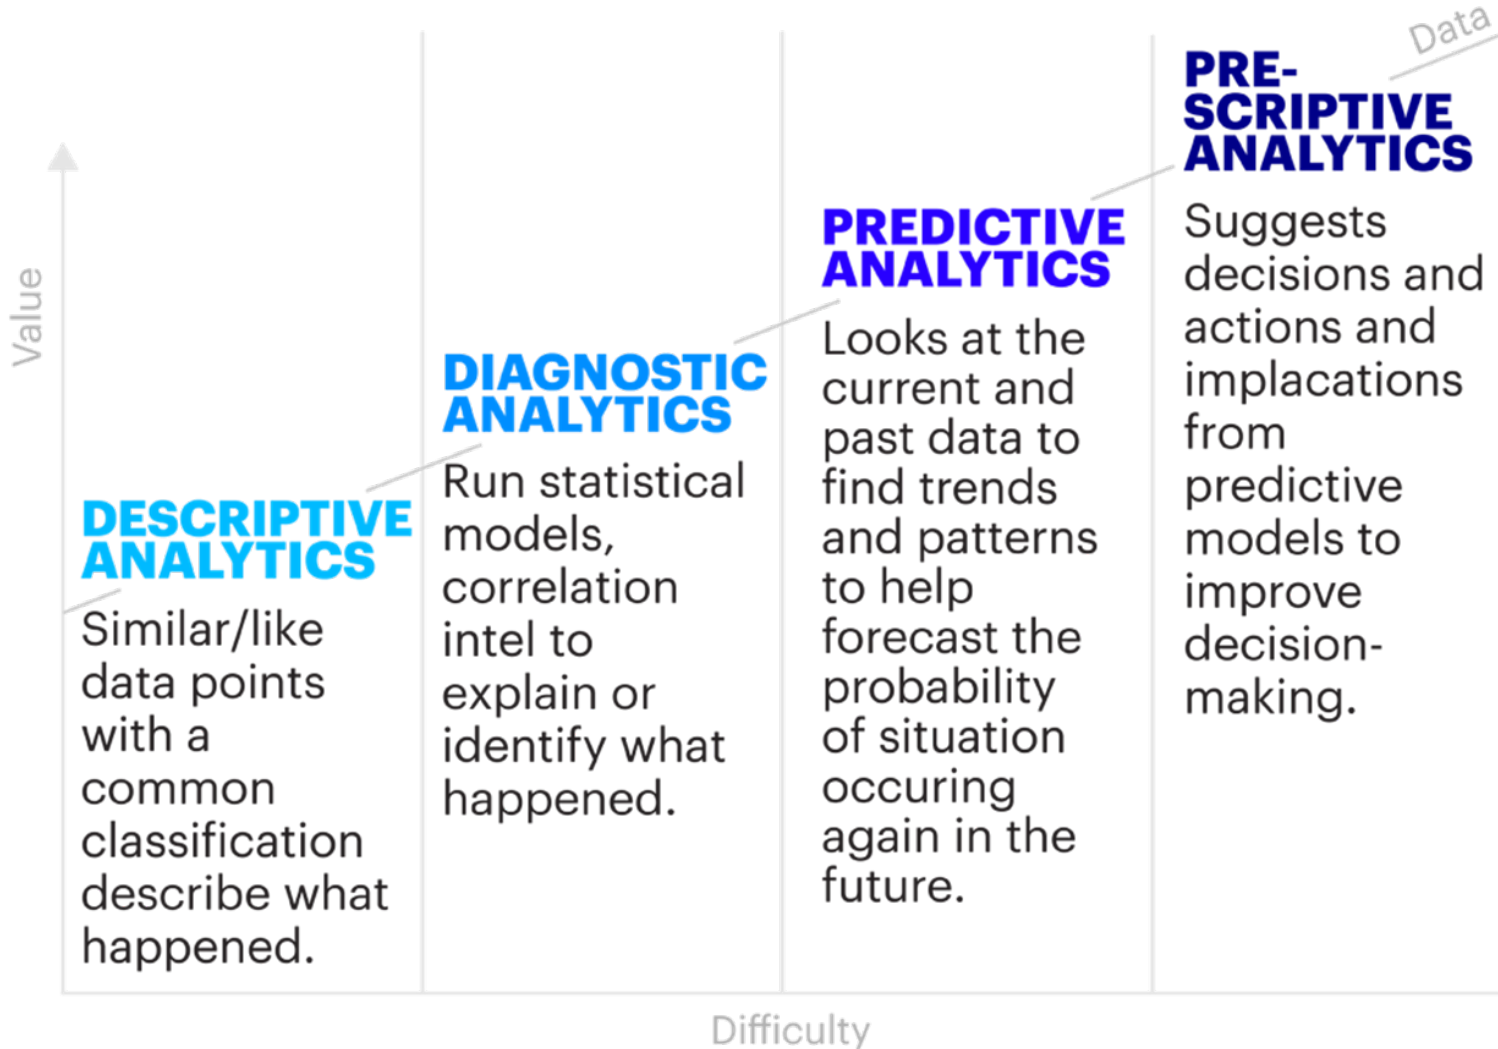 Data
PRE-
SCRIPTIVE
ANALYTICS
Suggests
decisions and
actions and
implacations
from
predictive
models to
improve
decision-
making.
PREDICTIVE
ANALYTICS
Looks at the
current and
past data to
find trends
and patterns
to help
forecast the
probability
of situation
occuring
again in the
future.
DIAGNOSTIC
ANALYTICS
Run statistical
models,
correlation
intel to
explain or
identify what
happened.
DESCRIPTIVE
ANALYTICS
Similar/like
data points
with a
common
classification
describe what
happened.
Value
Difficulty